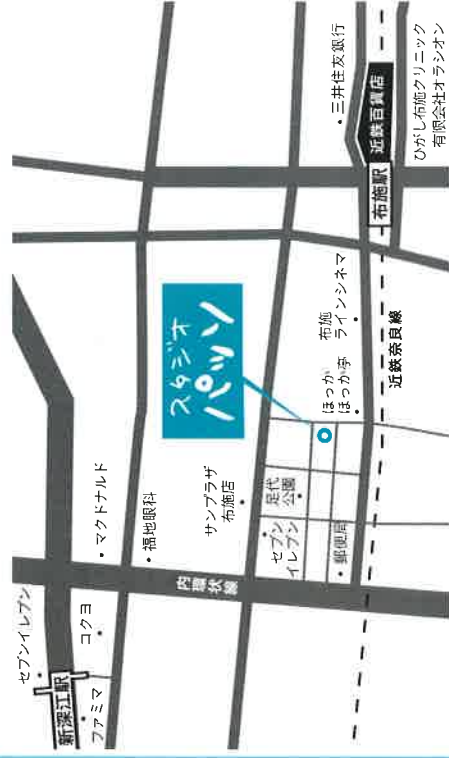 セブンイレブン
新深江駅
コクヨ
ファミマ
マクドナルド
福地眼科
内環状線
サンプラザ
布施店
スタジオ
パッソ
セブン
イレブン
足代
公園
郵便局
ほっか
ほっか亭
布施
ラインシネマ
近鉄奈良線
三井住友銀行
布施駅
近鉄百貨店
ひがし布施クリニック
有限会社オラシオン